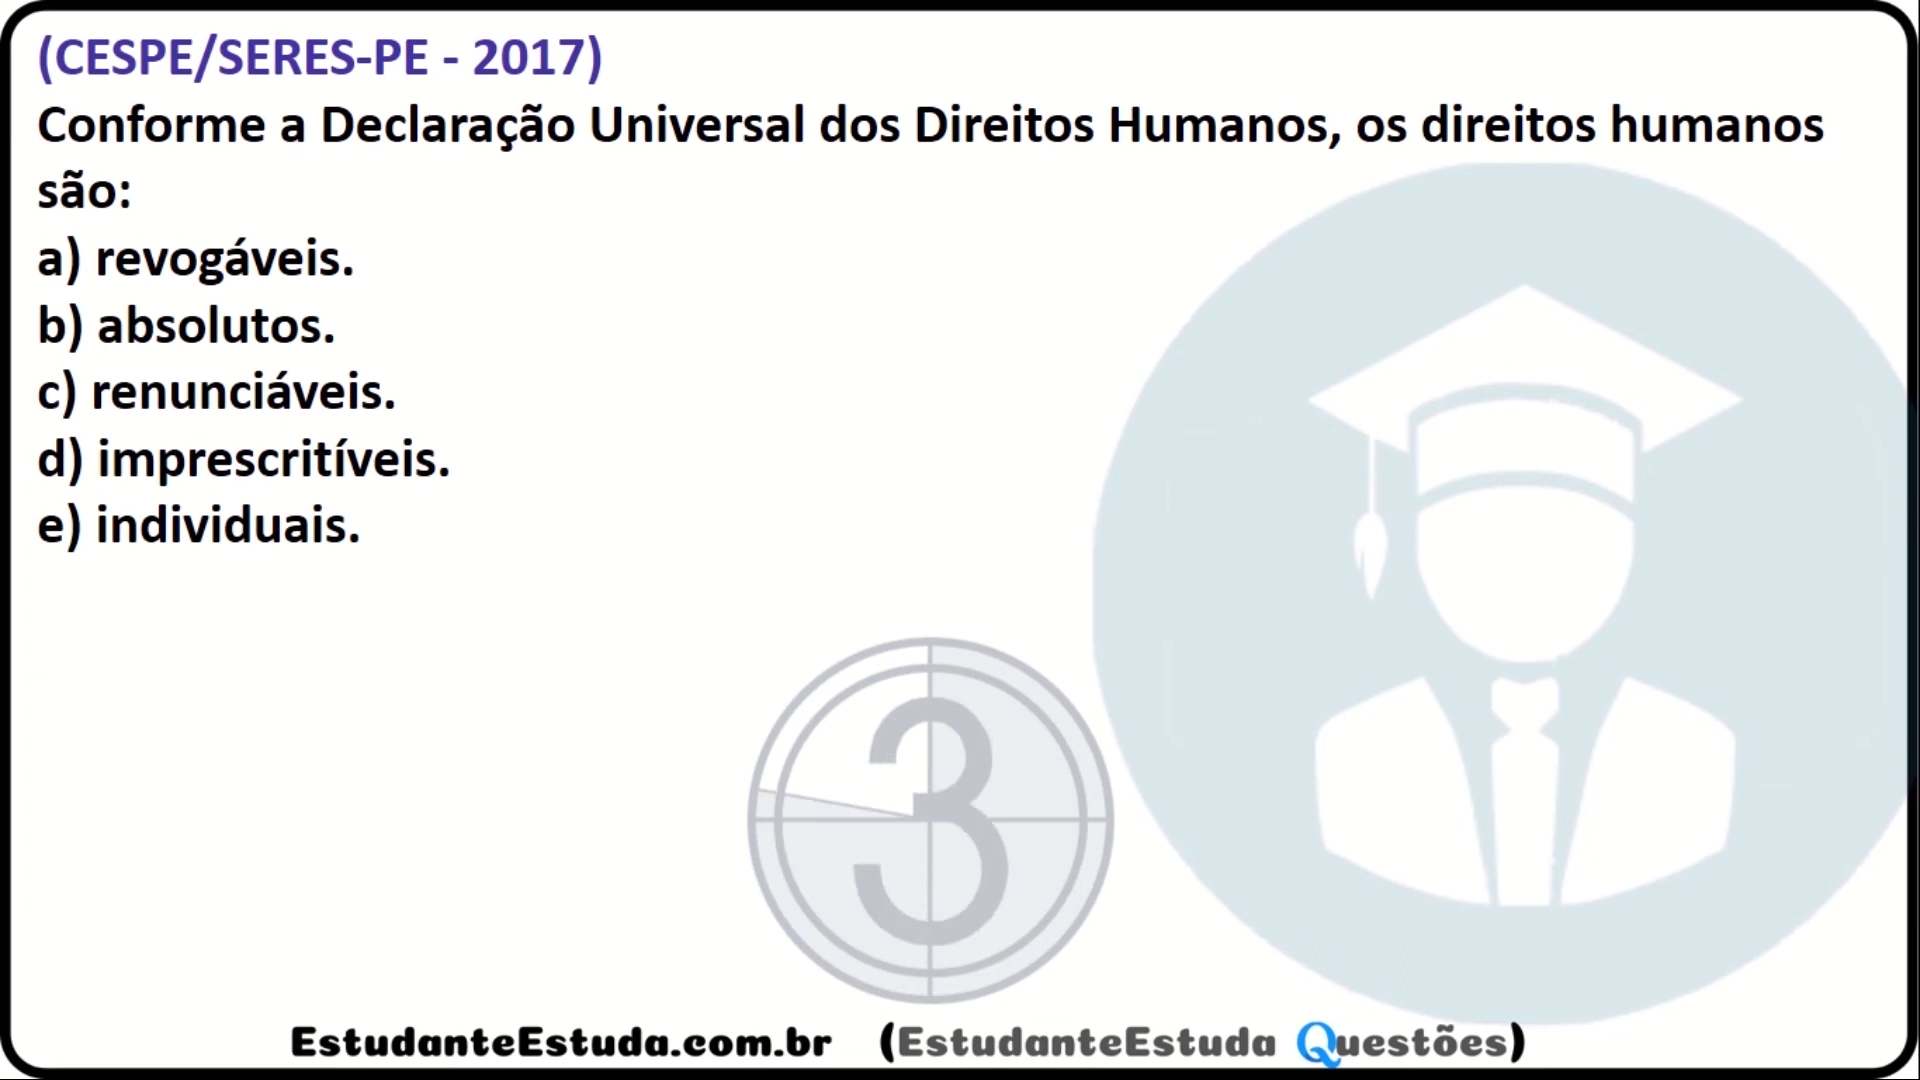 (CESPE/SERES-PE - 2017)
Conforme a Declaração Universal dos Direitos Humanos, os direitos humanos
são:
a) revogáveis.
b) absolutos.
c) renunciáveis.
d) imprescritíveis.
e) individuais.
3
EstudanteEstuda.com.br (EstudanteEstuda Questões)